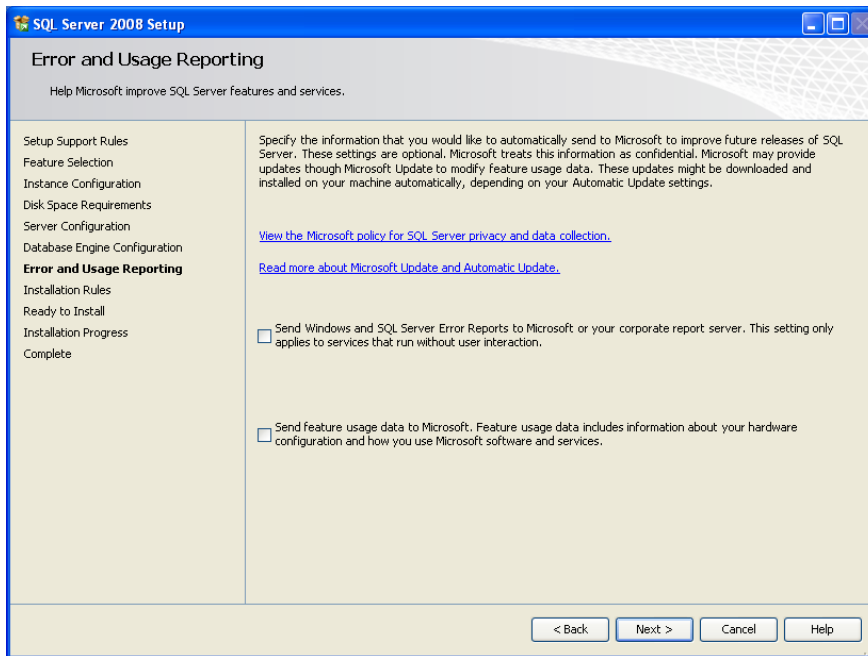 SQL Server 2008 Setup
Error and Usage Reporting
Help Microsoft improve SQL Server features and services.
Setup Support Rules
Feature Selection
Instance Configuration
Disk Space Requirements
Server Configuration
Database Engine Configuration
Error and Usage Reporting
Installation Rules
Ready to Install
Installation Progress
Complete
Specify the information that you would like to automatically send to Microsoft to improve future releases of SQL
Server. These settings are optional. Microsoft treats this information as confidential. Microsoft may provide
updates though Microsoft Update to modify feature usage data. These updates might be downloaded and
installed on your machine automatically, depending on your Automatic Update settings.
View the Microsoft policy for SQL Server privacy and data collection.
Read more about Microsoft Update and Automatic Update.
Send Windows and SQL Server Error Reports to Microsoft or your corporate report server. This setting only
applies to services that run without user interaction.
Send feature usage data to Microsoft. Feature usage data includes information about your hardware
configuration and how you use Microsoft software and services.
< Back Next > Cancel Help